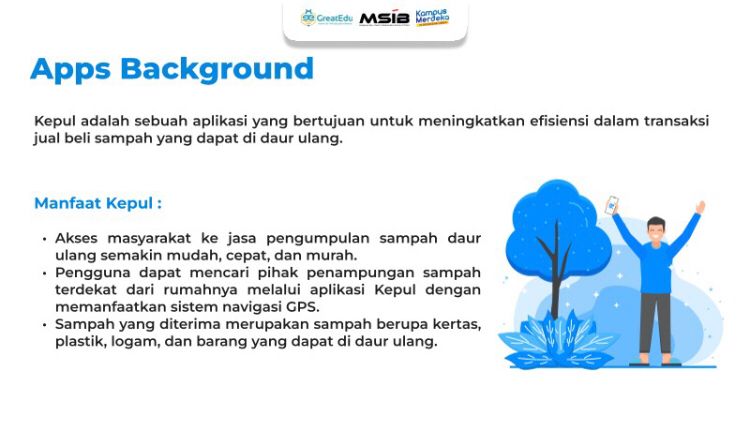 GreatEdu
MSIB
Kampus
Merdeka
Apps Background
Kepul adalah sebuah aplikasi yang bertujuan untuk meningkatkan efisiensi dalam transaksi
jual beli sampah yang dapat di daur ulang.
Manfaat Kepul :
• Akses masyarakat ke jasa pengumpulan sampah daur
ulang semakin mudah, cepat, dan murah.
• Pengguna dapat mencari pihak penampungan sampah
terdekat dari rumahnya melalui aplikasi Kepul dengan
memanfaatkan sistem navigasi GPS.
• Sampah yang diterima merupakan sampah berupa kertas,
plastik, logam, dan barang yang dapat di daur ulang.